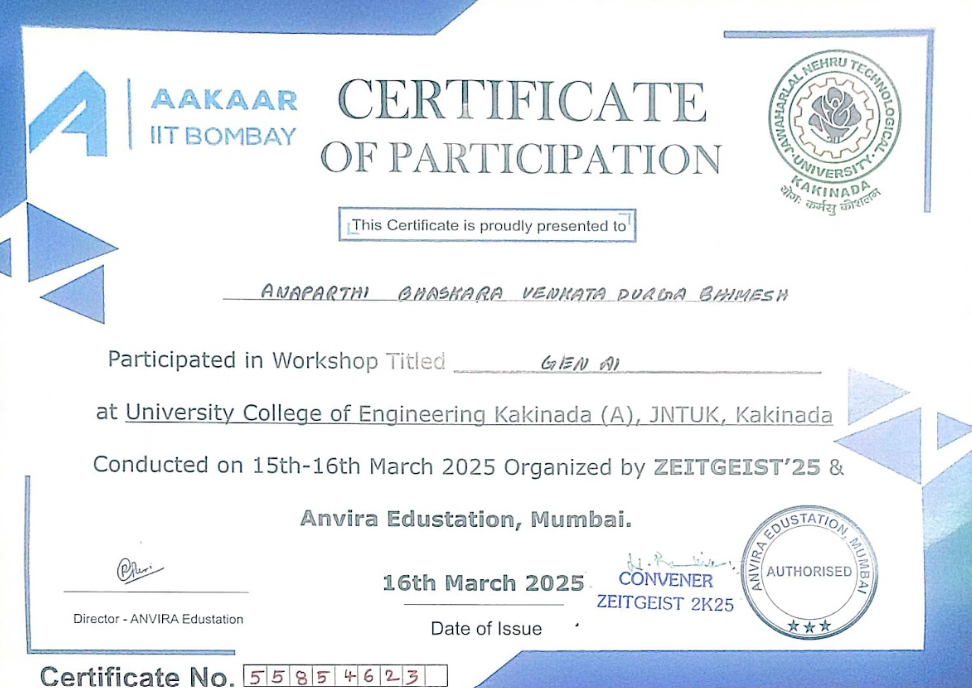 AAKAAR
IIT BOMBAY
CERTIFICATE
OF PARTICIPATION
JAWAHARLAL NEHRU TECHNOLOGICAL UNIVERSITY
KAKINADA
योगः कर्मसु कौशलम्
This Certificate is proudly presented to
ANAPARTHI BHASKARA VENKATA DURGA BHIMESH
Participated in Workshop Titled GEN AI
at University College of Engineering Kakinada (A), JNTUK, Kakinada
Conducted on 15th-16th March 2025 Organized by ZEITGEIST'25 &
Anvira Edustation, Mumbai.
Director - ANVIRA Edustation
16th March 2025
Date of Issue
CONVENER
ZEITGEIST 2K25
ANVIRA EDUSTATION, MUMBAI
AUTHORISED
Certificate No. 55854623